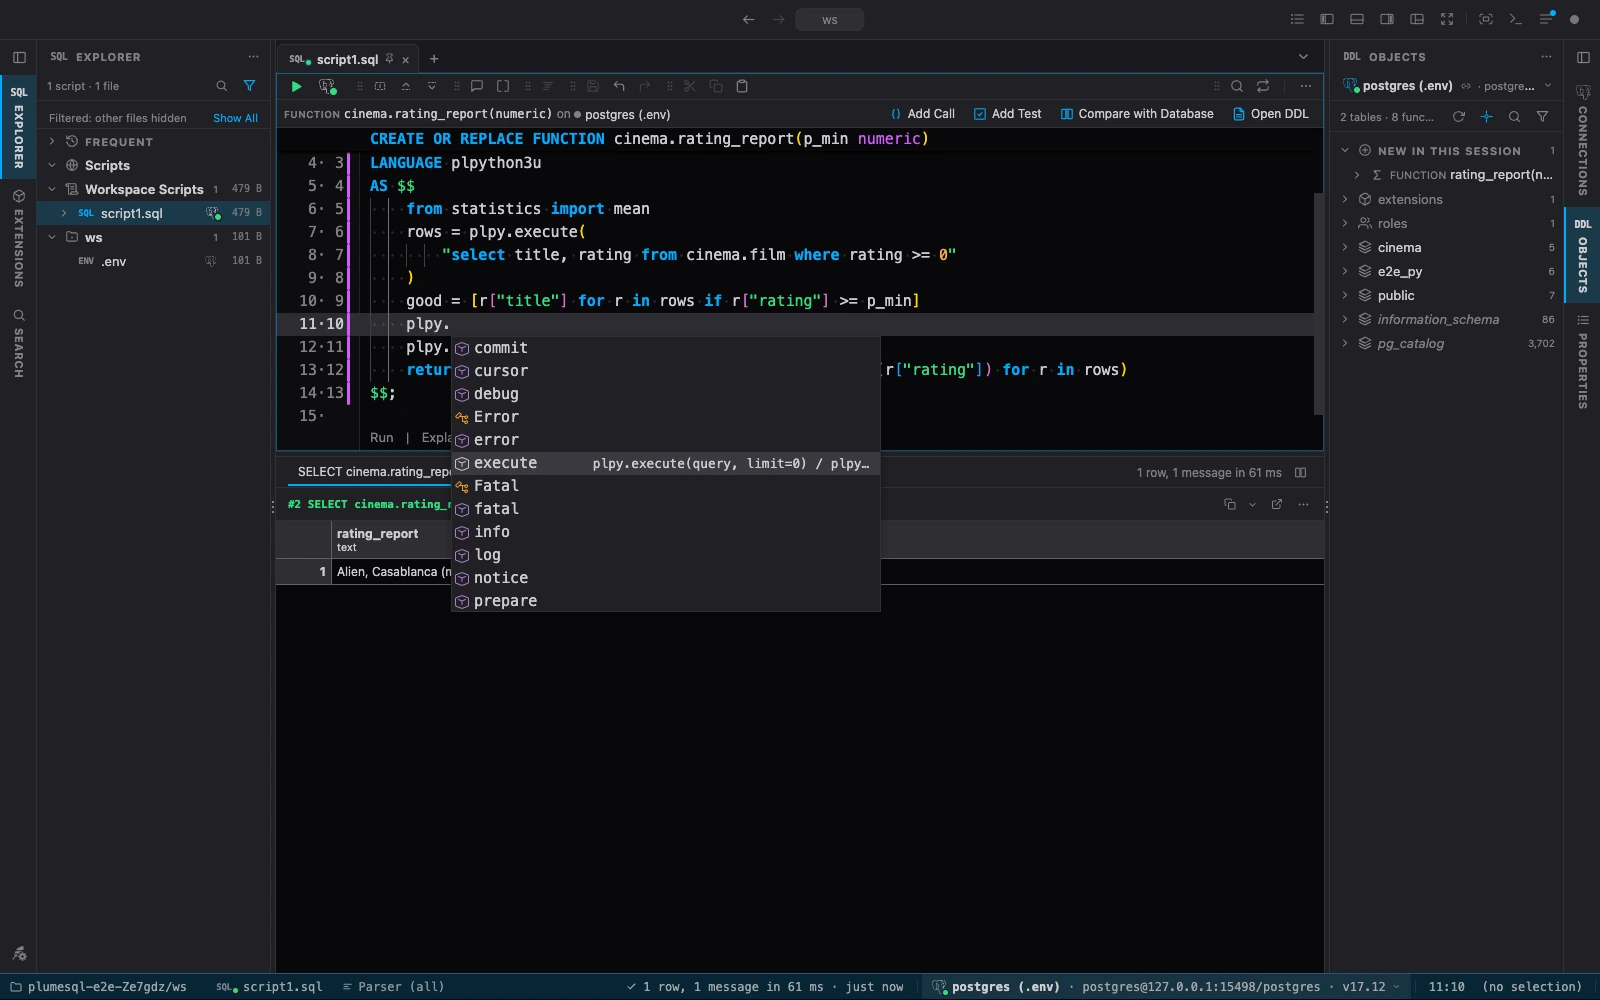 ws
SQL EXPLORER
1 script · 1 file
Filtered: other files hidden Show All
FREQUENT
Scripts
Workspace Scripts 1 479 B
SQL script1.sql 479 B
ws 1 101 B
ENV .env 101 B
SQL EXPLORER
EXTENSIONS
SEARCH
SQL script1.sql
FUNCTION cinema.rating_report(numeric) on postgres (.env)
Add Call Add Test Compare with Database Open DDL
CREATE OR REPLACE FUNCTION cinema.rating_report(p_min numeric)
4· 3 LANGUAGE plpython3u
5· 4 AS $$
6· 5 from statistics import mean
7· 6 rows = plpy.execute(
8· 7 "select title, rating from cinema.film where rating >= 0"
9· 8 )
10· 9 good = [r["title"] for r in rows if r["rating"] >= p_min]
11·10 plpy.
12·11 plpy.
13·12 retur (r["rating"]) for r in rows)
14·13 $$;
15·
Run | Expla
commit
cursor
debug
Error
error
execute plpy.execute(query, limit=0) / plpy…
Fatal
fatal
info
log
notice
prepare
SELECT cinema.rating_repo 1 row, 1 message in 61 ms
#2 SELECT cinema.rating_r
rating_report
text
1 Alien, Casablanca (m
DDL OBJECTS
postgres (.env) · postgre...
2 tables · 8 func...
NEW IN THIS SESSION 1
FUNCTION rating_report(n...
extensions 1
roles 1
cinema 5
e2e_py 6
public 7
information_schema 86
pg_catalog 3,702
CONNECTIONS
DDL OBJECTS
PROPERTIES
plumesql-e2e-Ze7gdz/ws SQL script1.sql Parser (all) ✓ 1 row, 1 message in 61 ms · just now postgres (.env) · postgres@127.0.0.1:15498/postgres · v17.12 11:10 (no selection)